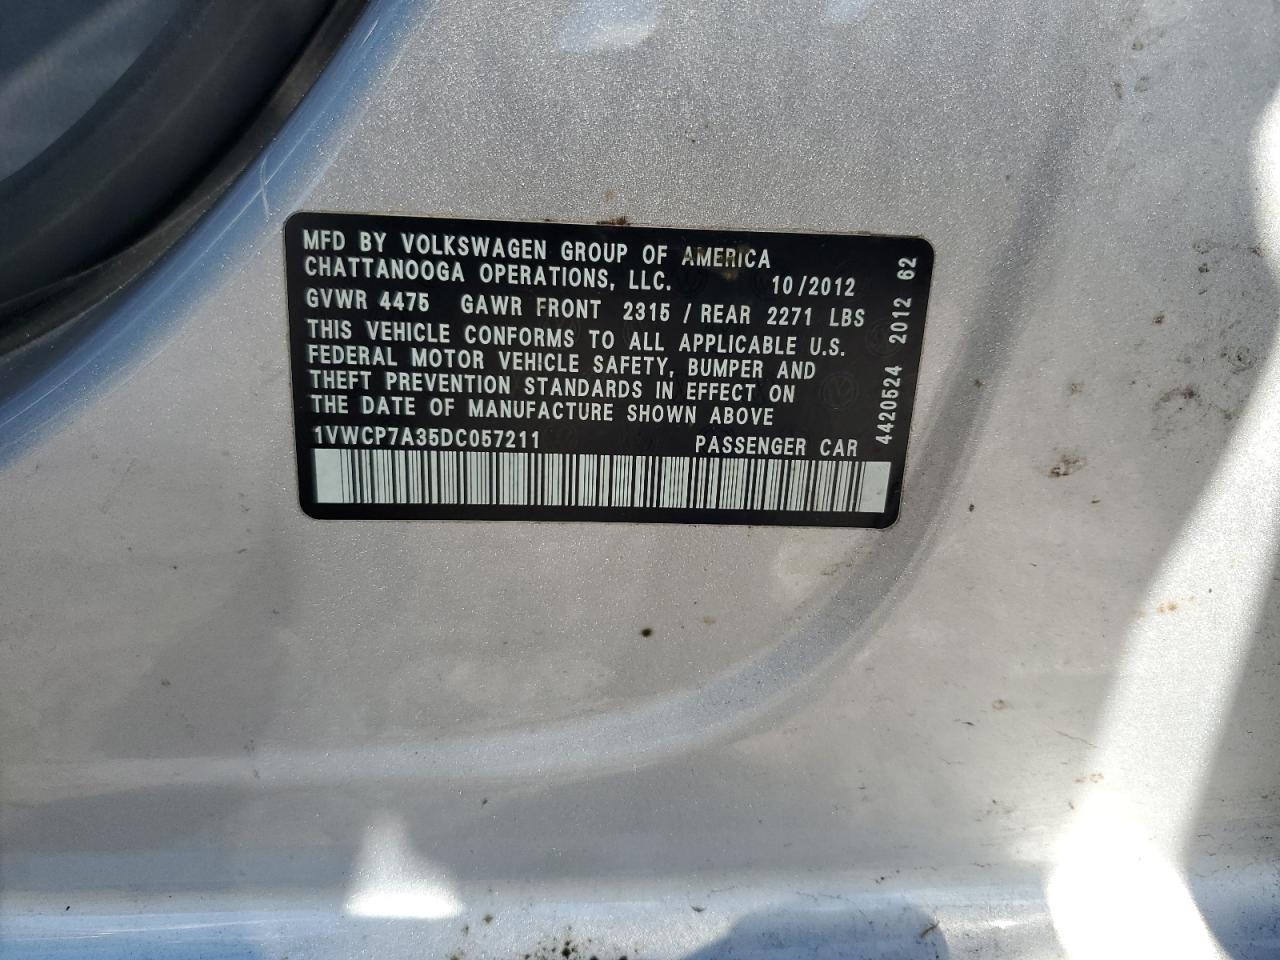 MFD BY VOLKSWAGEN GROUP OF AMERICA
CHATTANOOGA OPERATIONS, LLC. 10/2012
GVWR 4475 GAWR FRONT 2315 / REAR 2271 LBS
THIS VEHICLE CONFORMS TO ALL APPLICABLE U.S.
FEDERAL MOTOR VEHICLE SAFETY, BUMPER AND
THEFT PREVENTION STANDARDS IN EFFECT ON
THE DATE OF MANUFACTURE SHOWN ABOVE
1VWCP7A35DC057211 PASSENGER CAR
4420524 2012 62